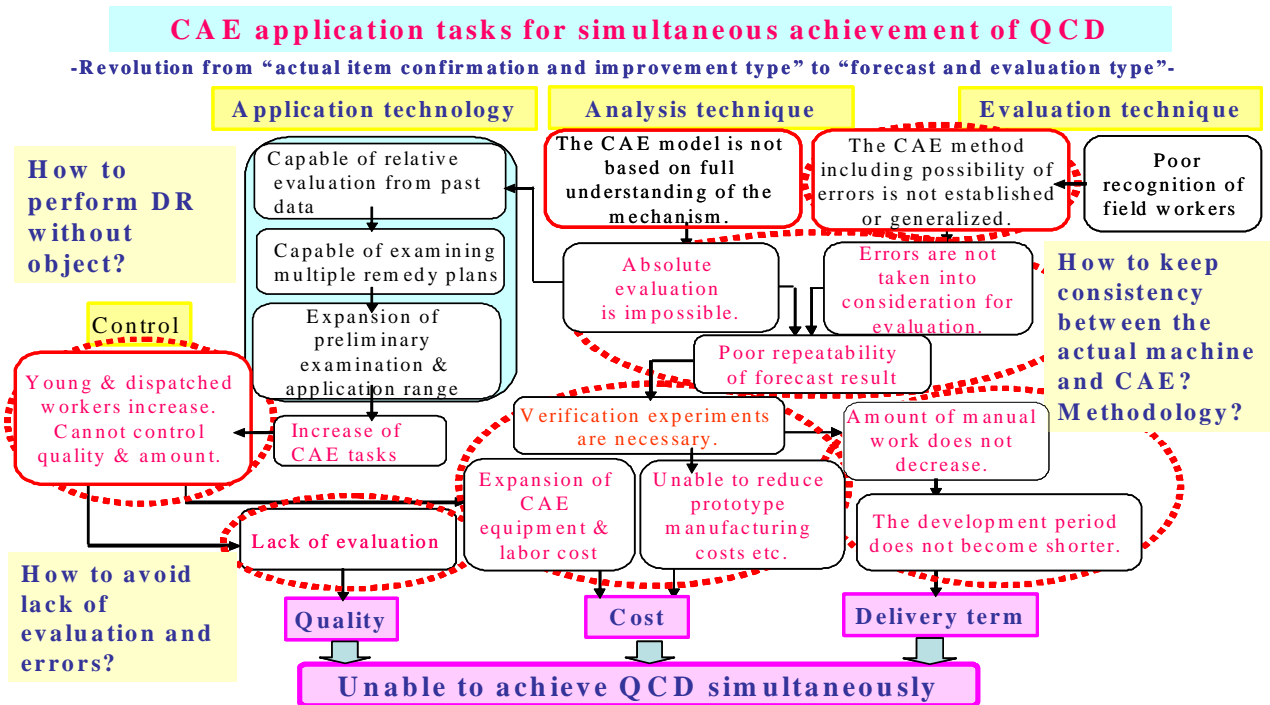 CAE application tasks for simultaneous achievement of QCD
-Revolution from “actual item confirmation and improvement type” to “forecast and evaluation type”-
Application technology
Analysis technique
Evaluation technique
How to
perform DR
without
object?
Capable of relative
evaluation from past
data
The CAE model is not
based on full
understanding of the
mechanism.
The CAE method
including possibility of
errors is not established
or generalized.
Poor
recognition of
field workers
Capable of examining
multiple remedy plans
Absolute
evaluation
is impossible.
Errors are not
taken into
consideration for
evaluation.
How to keep
consistency
between the
actual machine
and CAE?
Methodology?
Control
Expansion of
preliminary
examination &
application range
Poor repeatability
of forecast result
Young & dispatched
workers increase.
Cannot control
quality & amount.
Increase of
CAE tasks
Verification experiments
are necessary.
Amount of manual
work does not
decrease.
Expansion of
CAE
equipment &
labor cost
Unable to reduce
prototype
manufacturing
costs etc.
The development period
does not become shorter.
Lack of evaluation
How to avoid
lack of
evaluation and
errors?
Quality
Cost
Delivery term
Unable to achieve QCD simultaneously